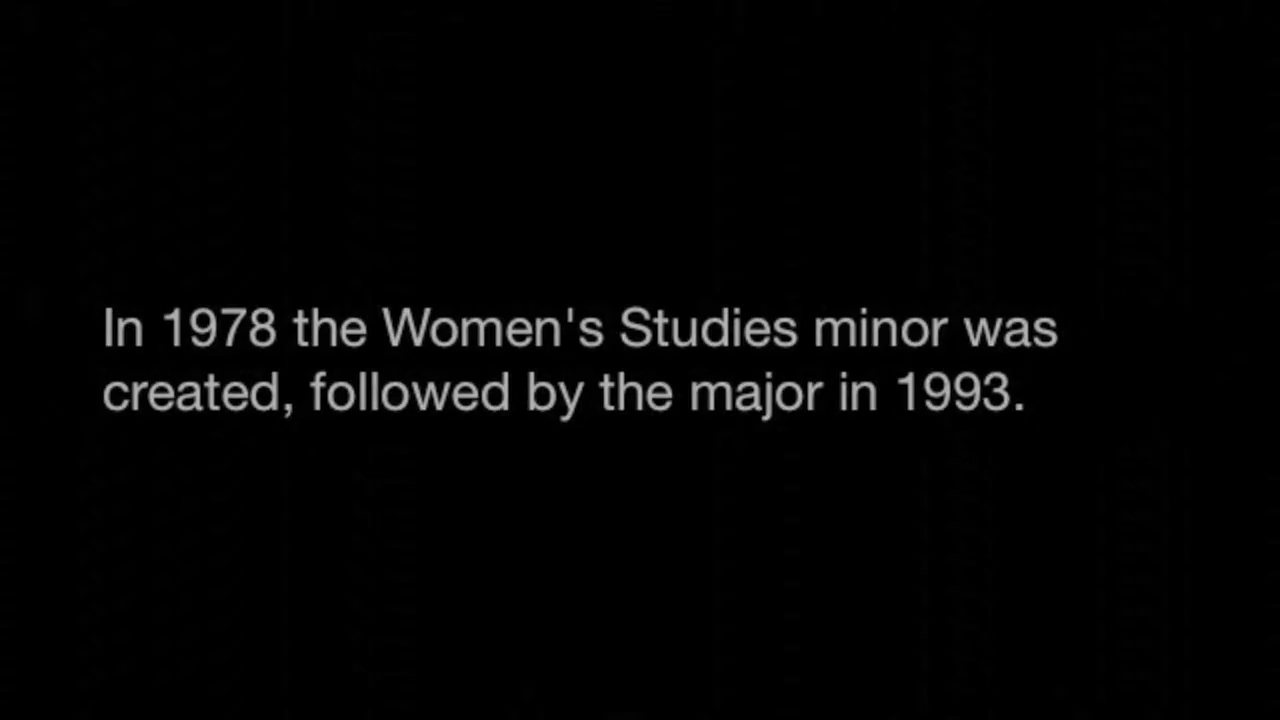 In 1978 the Women's Studies minor was
created, followed by the major in 1993.